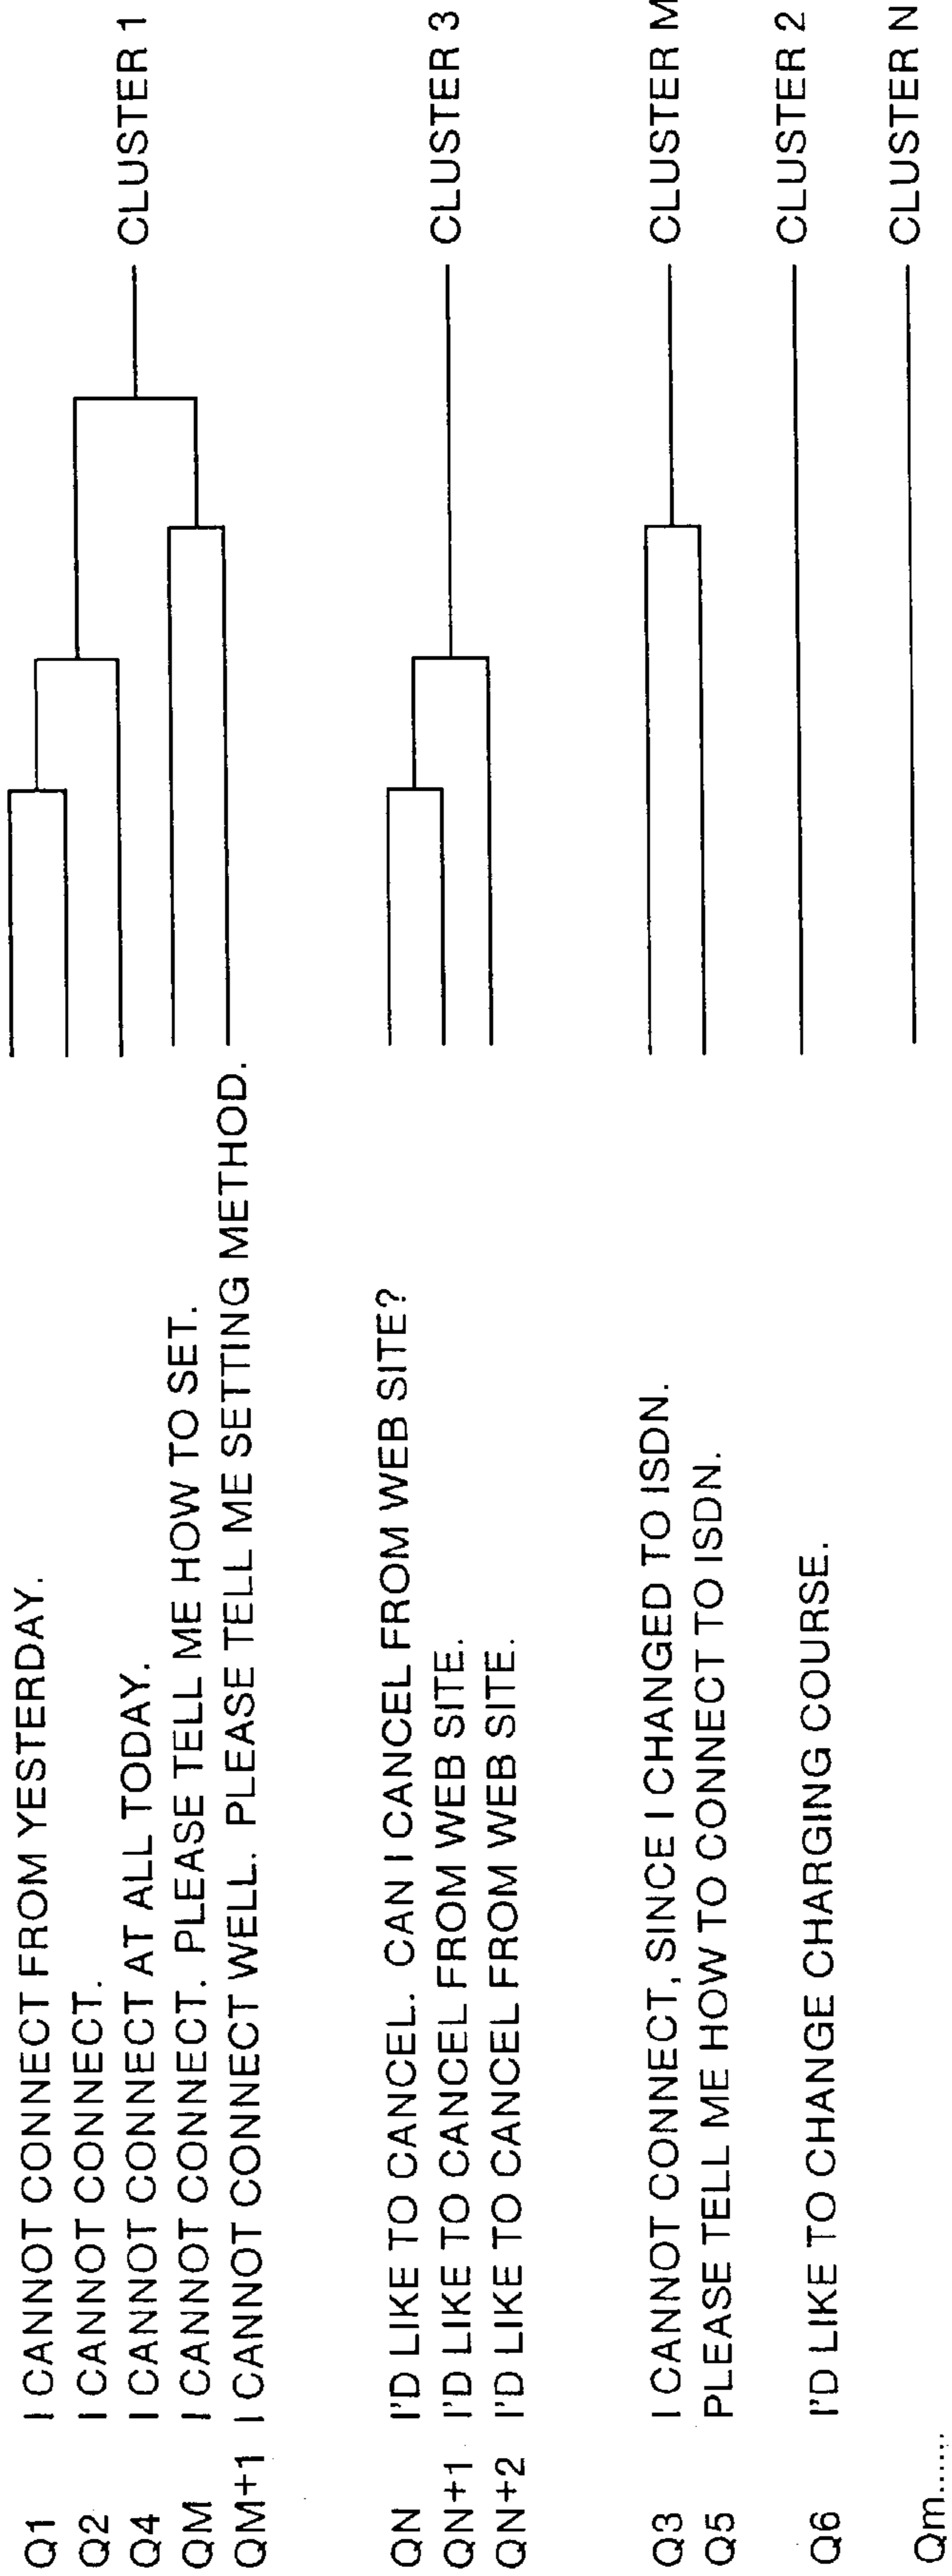 Q1 I CANNOT CONNECT FROM YESTERDAY.
Q2 I CANNOT CONNECT.
Q4 I CANNOT CONNECT AT ALL TODAY.
QM I CANNOT CONNECT. PLEASE TELL ME HOW TO SET.
QM+1 I CANNOT CONNECT WELL. PLEASE TELL ME SETTING METHOD.
CLUSTER 1
QN I'D LIKE TO CANCEL. CAN I CANCEL FROM WEB SITE?
QN+1 I'D LIKE TO CANCEL FROM WEB SITE.
QN+2 I'D LIKE TO CANCEL FROM WEB SITE.
CLUSTER 3
Q3 I CANNOT CONNECT, SINCE I CHANGED TO ISDN.
Q5 PLEASE TELL ME HOW TO CONNECT TO ISDN.
CLUSTER M
Q6 I'D LIKE TO CHANGE CHARGING COURSE.
CLUSTER 2
Qm......
CLUSTER N